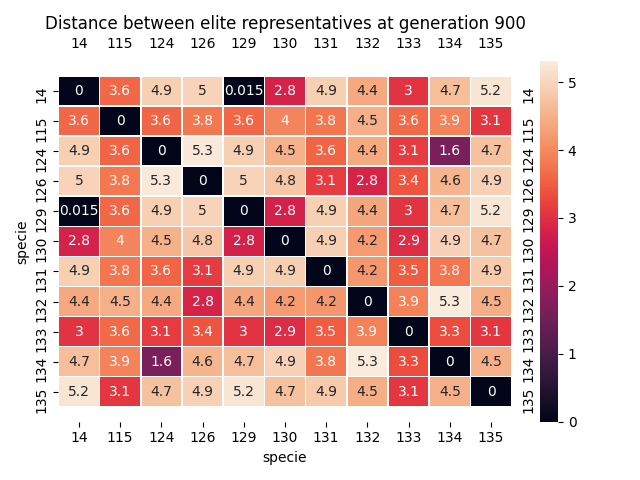 Distance between elite representatives at generation 900
14 115 124 126 129 130 131 132 133 134 135
14 0 3.6 4.9 5 0.015 2.8 4.9 4.4 3 4.7 5.2 14
115 3.6 0 3.6 3.8 3.6 4 3.8 4.5 3.6 3.9 3.1 115
124 4.9 3.6 0 5.3 4.9 4.5 3.6 4.4 3.1 1.6 4.7 124
126 5 3.8 5.3 0 5 4.8 3.1 2.8 3.4 4.6 4.9 126
129 0.015 3.6 4.9 5 0 2.8 4.9 4.4 3 4.7 5.2 129
130 2.8 4 4.5 4.8 2.8 0 4.9 4.2 2.9 4.9 4.7 130
131 4.9 3.8 3.6 3.1 4.9 4.9 0 4.2 3.5 3.8 4.9 131
132 4.4 4.5 4.4 2.8 4.4 4.2 4.2 0 3.9 5.3 4.5 132
133 3 3.6 3.1 3.4 3 2.9 3.5 3.9 0 3.3 3.1 133
134 4.7 3.9 1.6 4.6 4.7 4.9 3.8 5.3 3.3 0 4.5 134
135 5.2 3.1 4.7 4.9 5.2 4.7 4.9 4.5 3.1 4.5 0 135
14 115 124 126 129 130 131 132 133 134 135
specie
specie
5
4
3
2
1
0